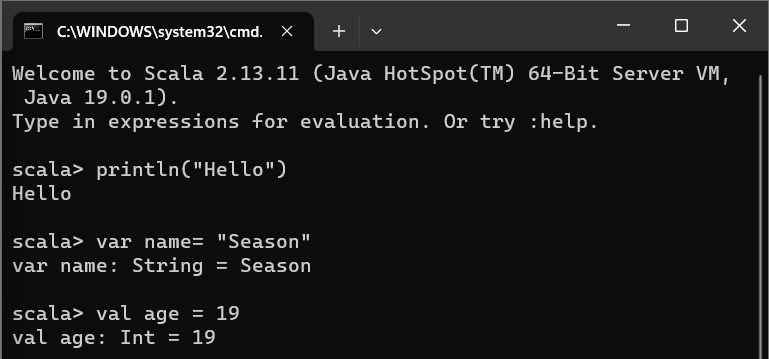 C:\WINDOWS\system32\cmd.
Welcome to Scala 2.13.11 (Java HotSpot(TM) 64-Bit Server VM,
 Java 19.0.1).
Type in expressions for evaluation. Or try :help.
scala> println("Hello")
Hello
scala> var name= "Season"
var name: String = Season
scala> val age = 19
val age: Int = 19